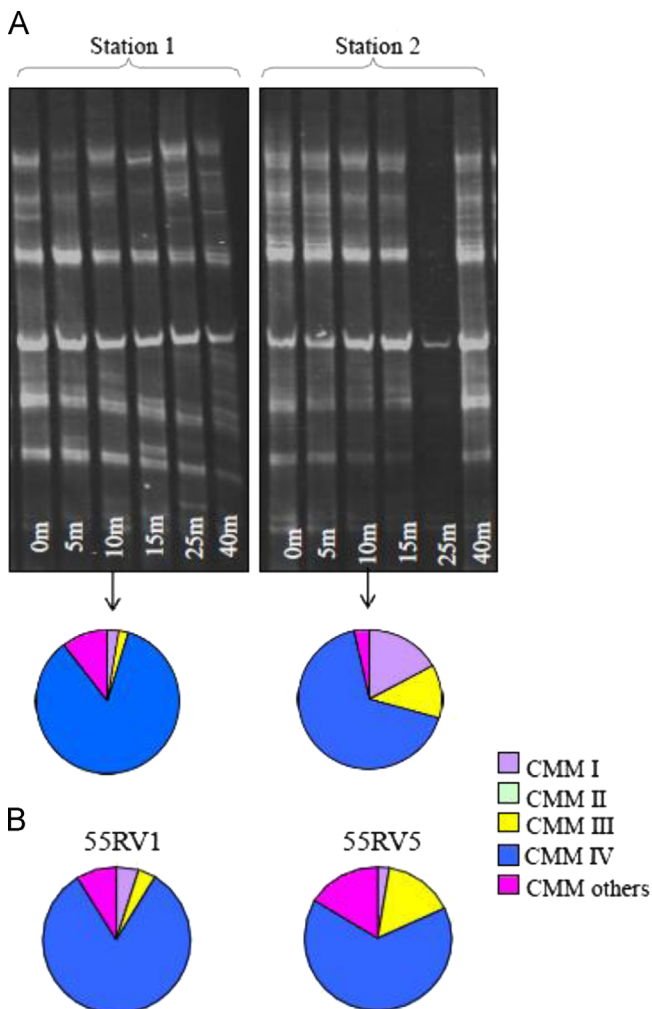 A
Station 1 Station 2
0m 5m 10m 15m 25m 40m 0m 5m 10m 15m 25m 40m
CMM I
CMM II
CMM III
CMM IV
CMM others
B
55RV1 55RV5